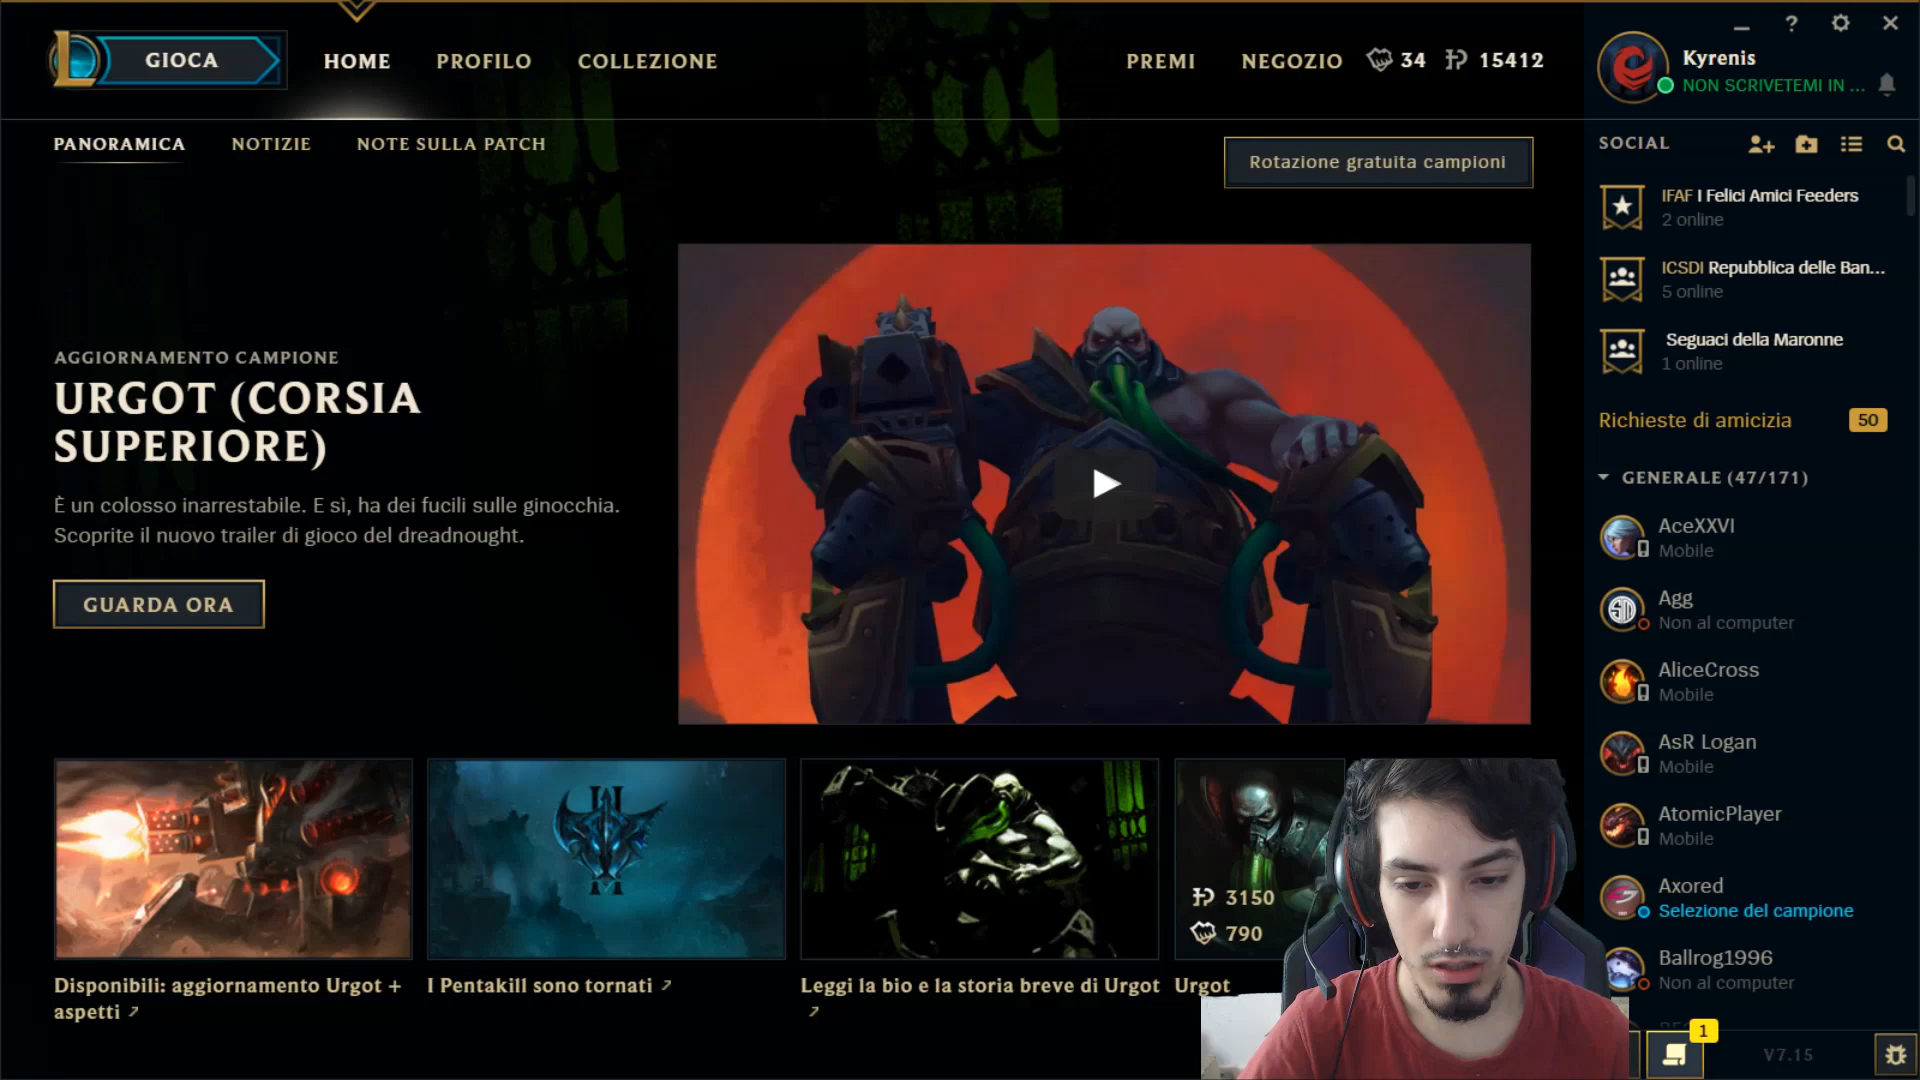 GIOCA
HOME
PROFILO
COLLEZIONE
PREMI
NEGOZIO
34
15412
Kyrenis
NON SCRIVETEMI IN ...
PANORAMICA
NOTIZIE
NOTE SULLA PATCH
Rotazione gratuita campioni
AGGIORNAMENTO CAMPIONE
URGOT (CORSIA
SUPERIORE)
È un colosso inarrestabile. E sì, ha dei fucili sulle ginocchia.
Scoprite il nuovo trailer di gioco del dreadnought.
GUARDA ORA
3150
790
Disponibili: aggiornamento Urgot +
aspetti
I Pentakill sono tornati
Leggi la bio e la storia breve di Urgot
Urgot
SOCIAL
IFAF I Felici Amici Feeders
2 online
ICSDI Repubblica delle Ban...
5 online
Seguaci della Maronne
1 online
Richieste di amicizia
50
GENERALE (47/171)
AceXXVI
Mobile
Agg
Non al computer
AliceCross
Mobile
AsR Logan
Mobile
AtomicPlayer
Mobile
Axored
Selezione del campione
Ballrog1996
Non al computer
1
V7.15